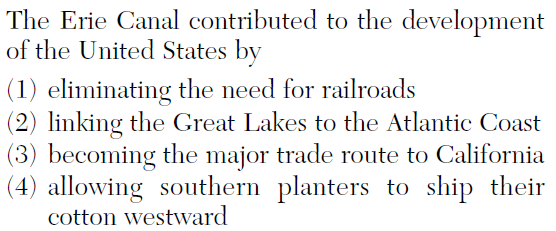 The Erie Canal contributed to the development
of the United States by
(1) eliminating the need for railroads
(2) linking the Great Lakes to the Atlantic Coast
(3) becoming the major trade route to California
(4) allowing southern planters to ship their
cotton westward